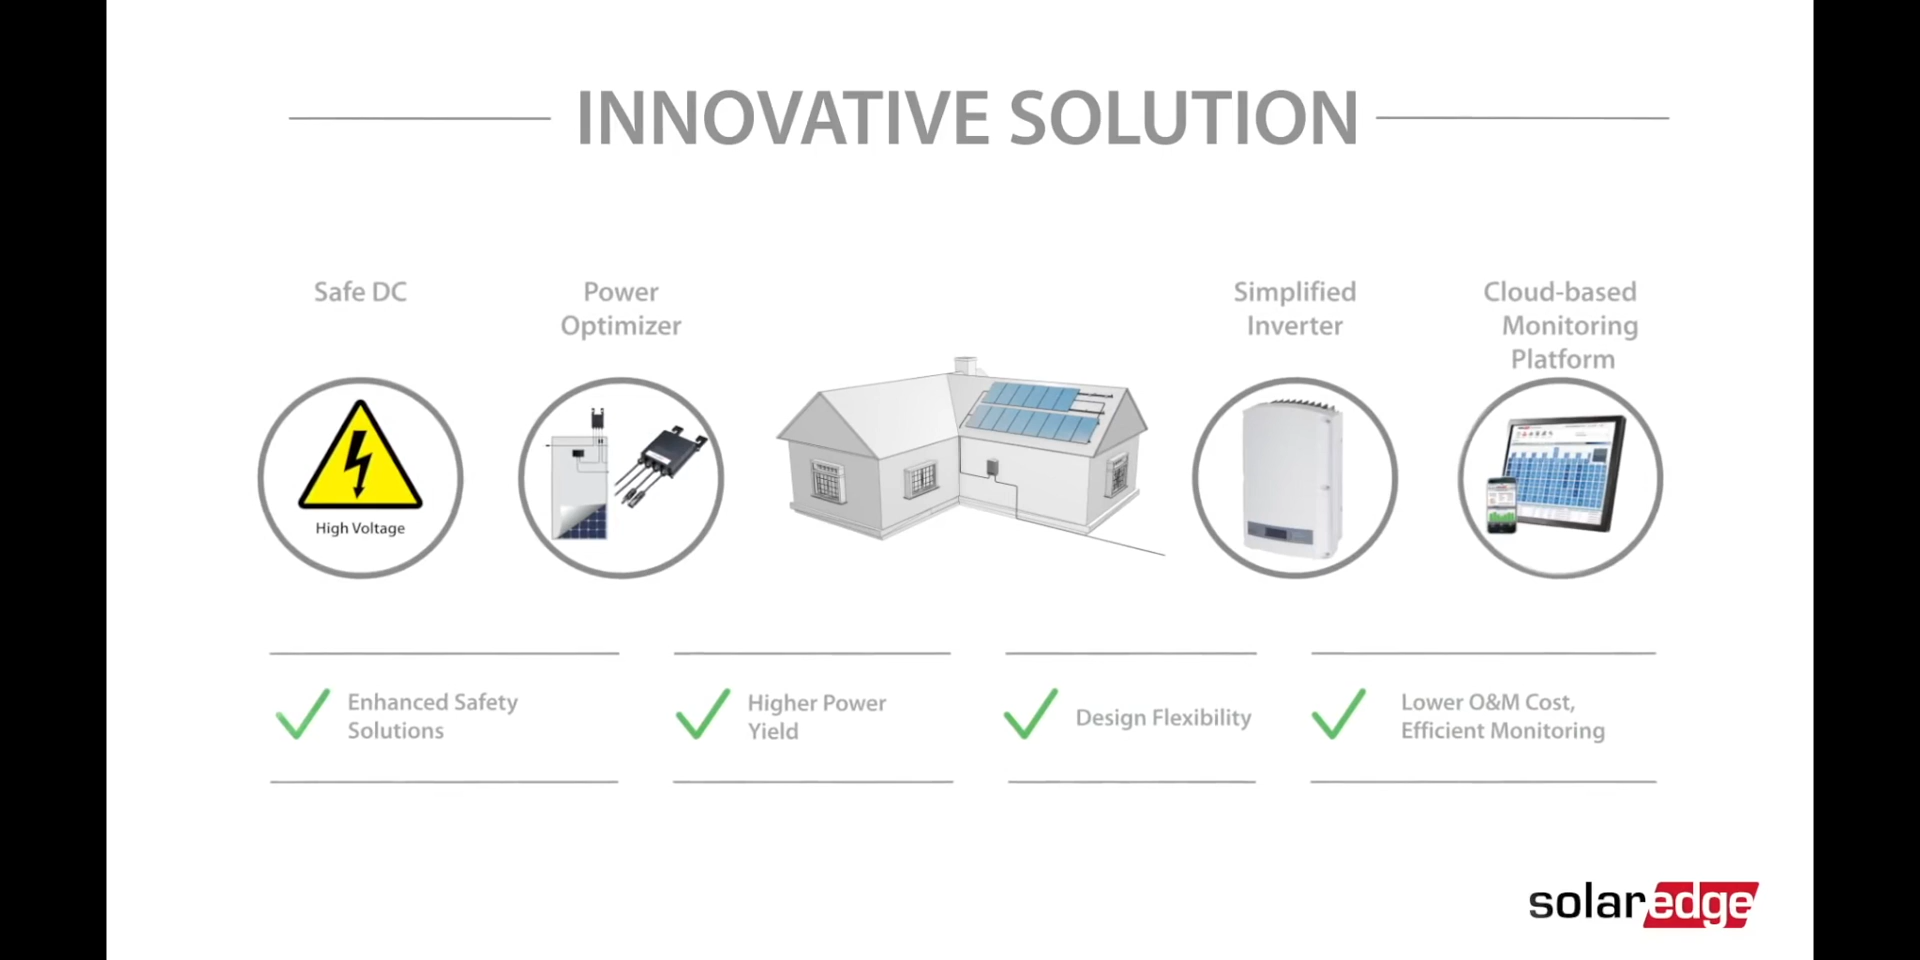 INNOVATIVE SOLUTION
Safe DC
Power
Optimizer
Simplified
Inverter
Cloud-based
Monitoring
Platform
High Voltage
Enhanced Safety
Solutions
Higher Power
Yield
Design Flexibility
Lower O&M Cost,
Efficient Monitoring
solaredge